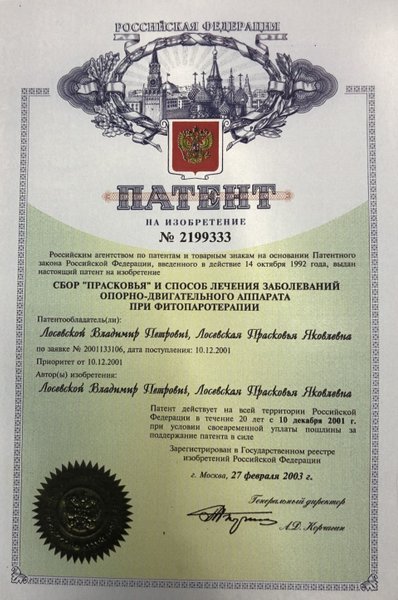 РОССИЙСКАЯ ФЕДЕРАЦИЯ
ПАТЕНТ
НА ИЗОБРЕТЕНИЕ
№ 2199333
Российским агентством по патентам и товарным знакам на основании Патентного
закона Российской Федерации, введенного в действие 14 октября 1992 года, выдан
настоящий патент на изобретение
СБОР "ПРАСКОВЬЯ" И СПОСОБ ЛЕЧЕНИЯ ЗАБОЛЕВАНИЙ
ОПОРНО-ДВИГАТЕЛЬНОГО АППАРАТА
ПРИ ФИТОПАРОТЕРАПИИ
Патентообладатель(ли):
Лосевской Владимир Петрович, Лосевская Прасковья Яковлевна
по заявке № 2001133106, дата поступления: 10.12.2001
Приоритет от 10.12.2001
Автор(ы) изобретения:
Лосевской Владимир Петрович, Лосевская Прасковья Яковлевна
Патент действует на всей территории Российской
Федерации в течение 20 лет с 10 декабря 2001 г.
при условии своевременной уплаты пошлины за
поддержание патента в силе
Зарегистрирован в Государственном реестре
изобретений Российской Федерации
г. Москва, 27 февраля 2003 г.
Генеральный директор
А.Д. Корчагин